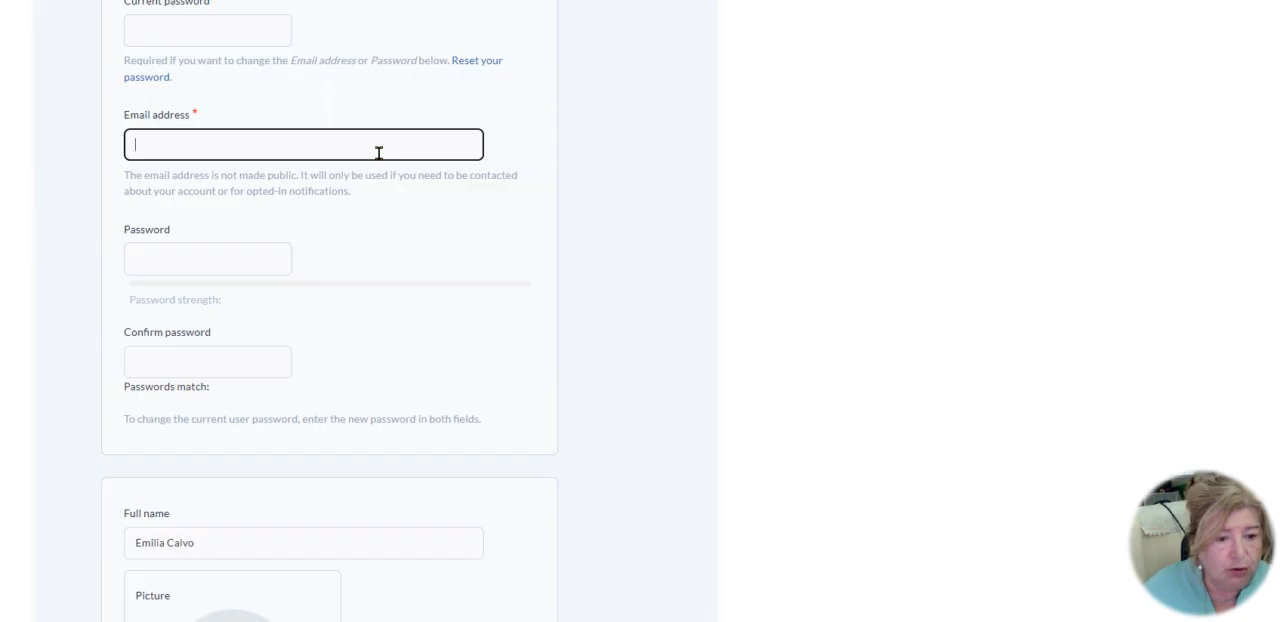 Current password
Required if you want to change the Email address or Password below. Reset your
password.
Email address *
The email address is not made public. It will only be used if you need to be contacted
about your account or for opted-in notifications.
Password
Password strength:
Confirm password
Passwords match:
To change the current user password, enter the new password in both fields.
Full name
Emilia Calvo
Picture